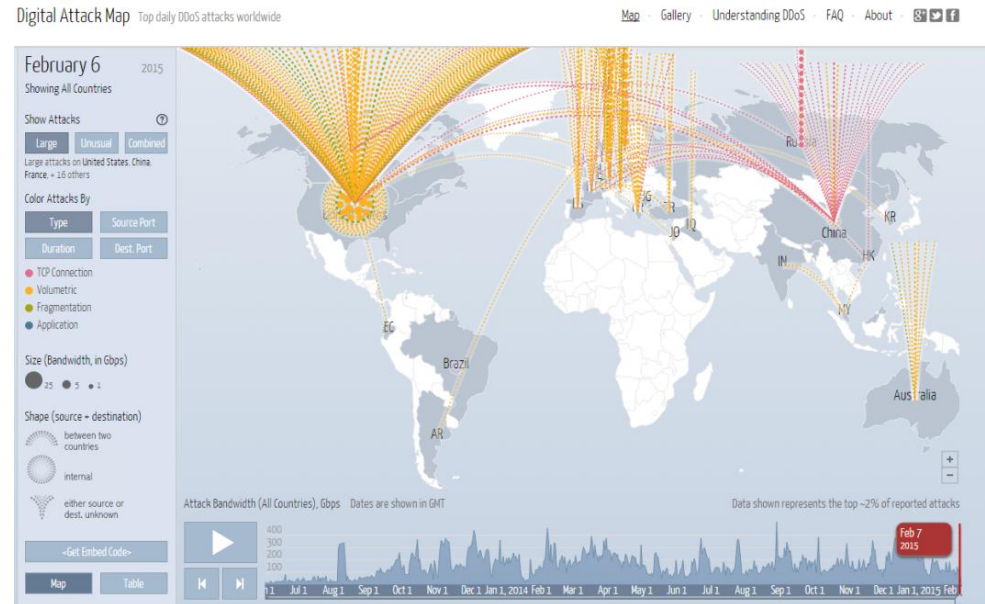 Digital Attack Map Top daily DDoS attacks worldwide
Map · Gallery · Understanding DDoS · FAQ · About
February 6 2015
Showing All Countries
Show Attacks ?
Large Unusual Combined
Large attacks on United States, China,
France, + 16 others
Color Attacks By
Type Source Port
Duration Dest. Port
TCP Connection
Volumetric
Fragmentation
Application
Size (Bandwidth, in Gbps)
25 5 1
Shape (source + destination)
between two
countries
internal
either source or
dest. unknown
<Get Embed Code>
Map Table
KR
China
HK
IN
MY
TR
JO
IQ
EC
Brazil
AR
Australia
+
-
Attack Bandwidth (All Countries), Gbps Dates are shown in GMT
Data shown represents the top ~2% of reported attacks
400
300
200
100
Feb 7
2015
Jul 1 Aug 1 Sep 1 Oct 1 Nov 1 Dec 1 Jan 1, 2014 Feb 1 Mar 1 Apr 1 May 1 Jun 1 Jul 1 Aug 1 Sep 1 Oct 1 Nov 1 Dec 1 Jan 1, 2015 Feb